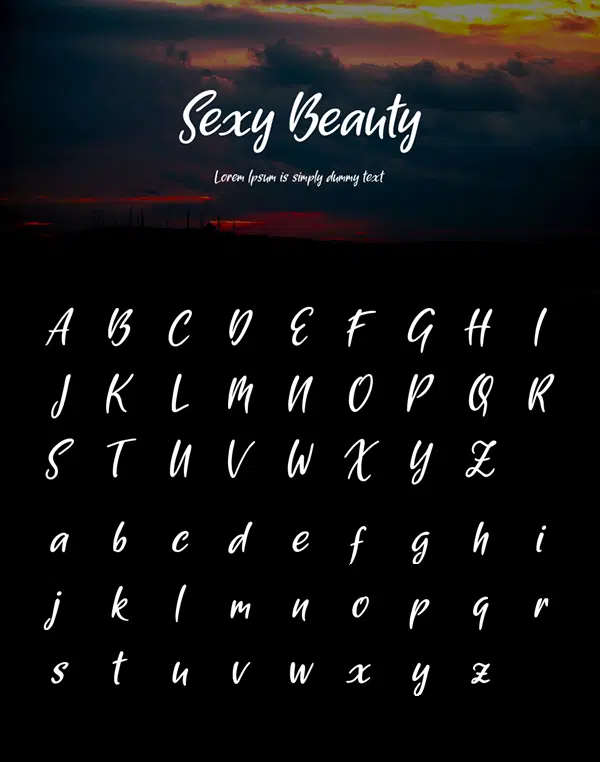 Sexy Beauty
Lorem Ipsum is simply dummy text
A B C D E F G H I
J K L M N O P Q R
S T U V W X Y Z
a b c d e f g h i
j k l m n o p q r
s t u v w x y z